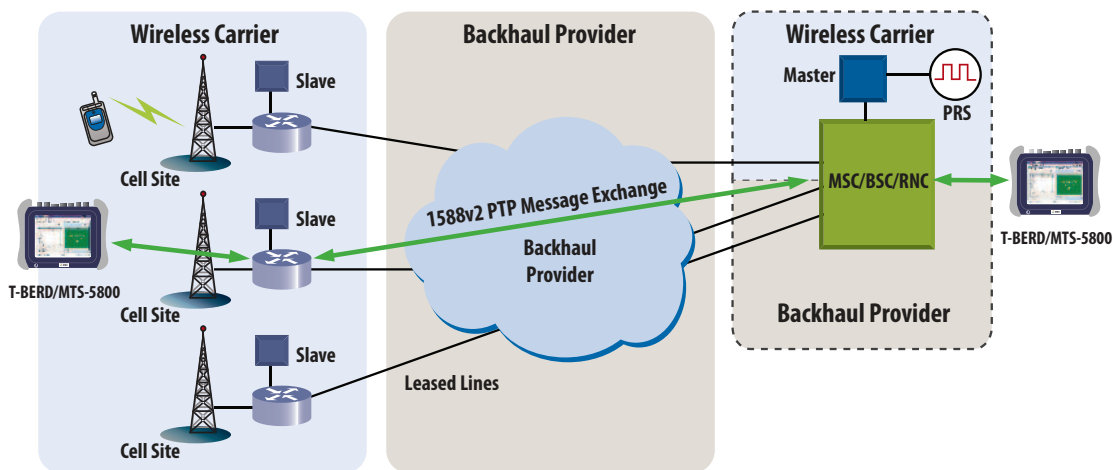 Wireless Carrier
Backhaul Provider
Wireless Carrier
Slave
Master
PRS
Cell Site
MSC/BSC/RNC
1588v2 PTP Message Exchange
Slave
Backhaul
Provider
T-BERD/MTS-5800
T-BERD/MTS-5800
Cell Site
Backhaul Provider
Slave
Leased Lines
Cell Site